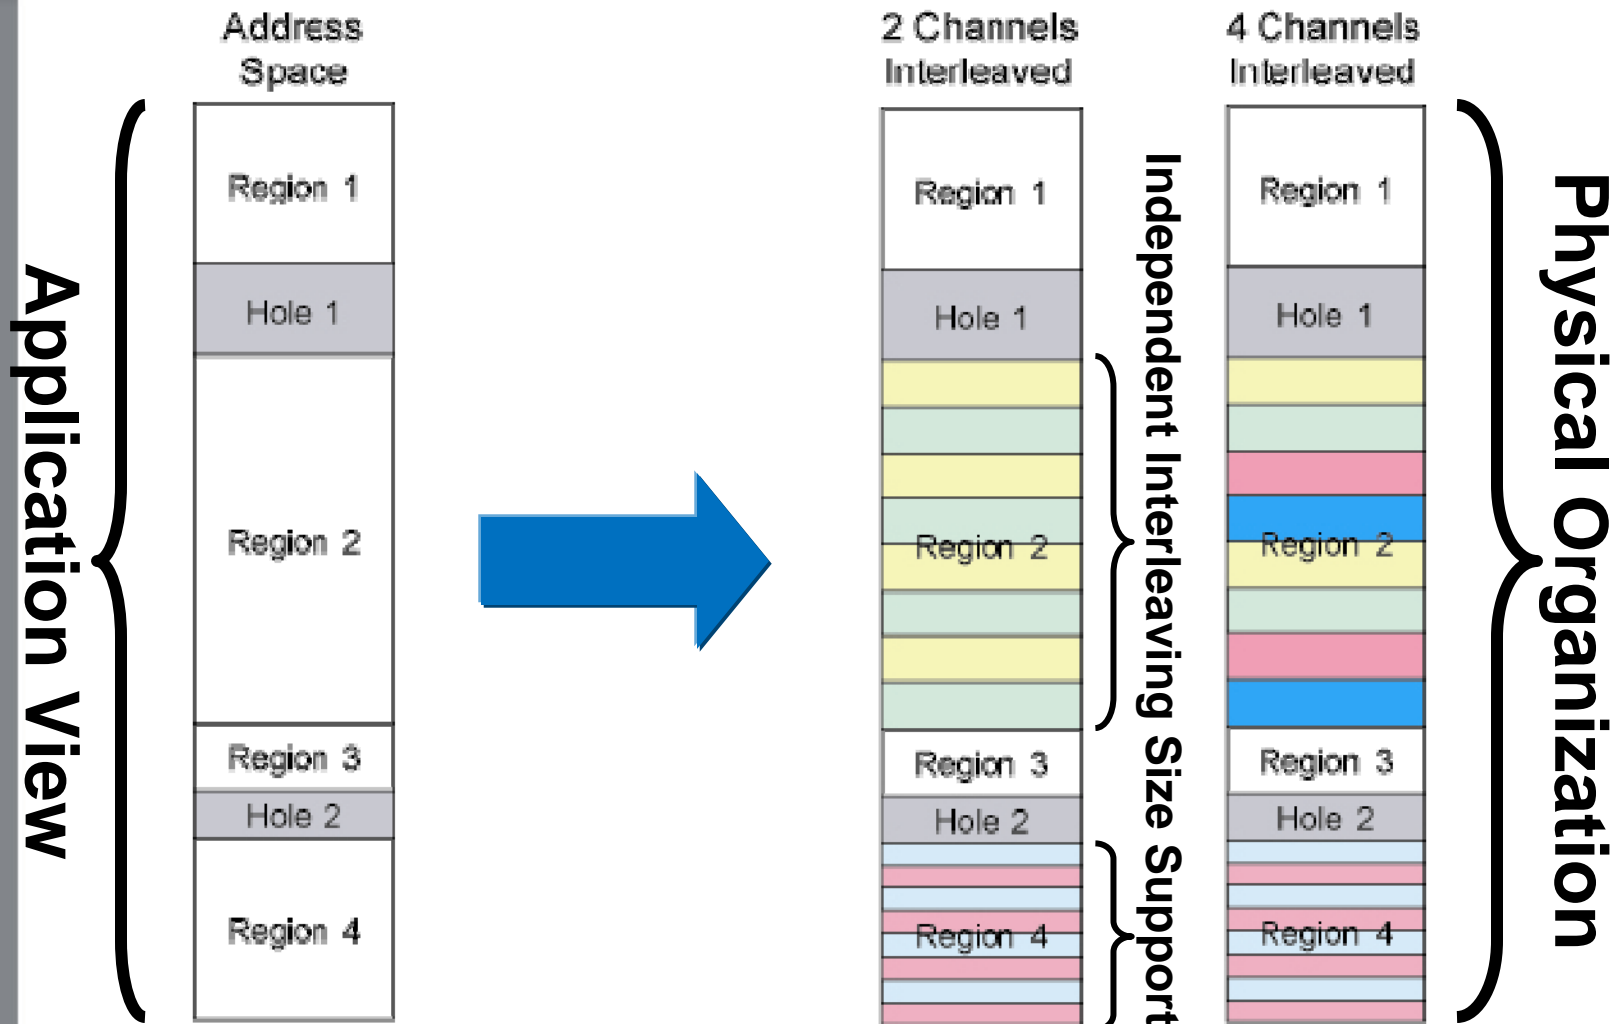 Application View
Address
Space
Region 1
Hole 1
Region 2
Region 3
Hole 2
Region 4
2 Channels
Interleaved
Region 1
Hole 1
Region 2
Region 3
Hole 2
Region 4
Independent Interleaving Size Support
4 Channels
Interleaved
Region 1
Hole 1
Region 2
Region 3
Hole 2
Region 4
Physical Organization